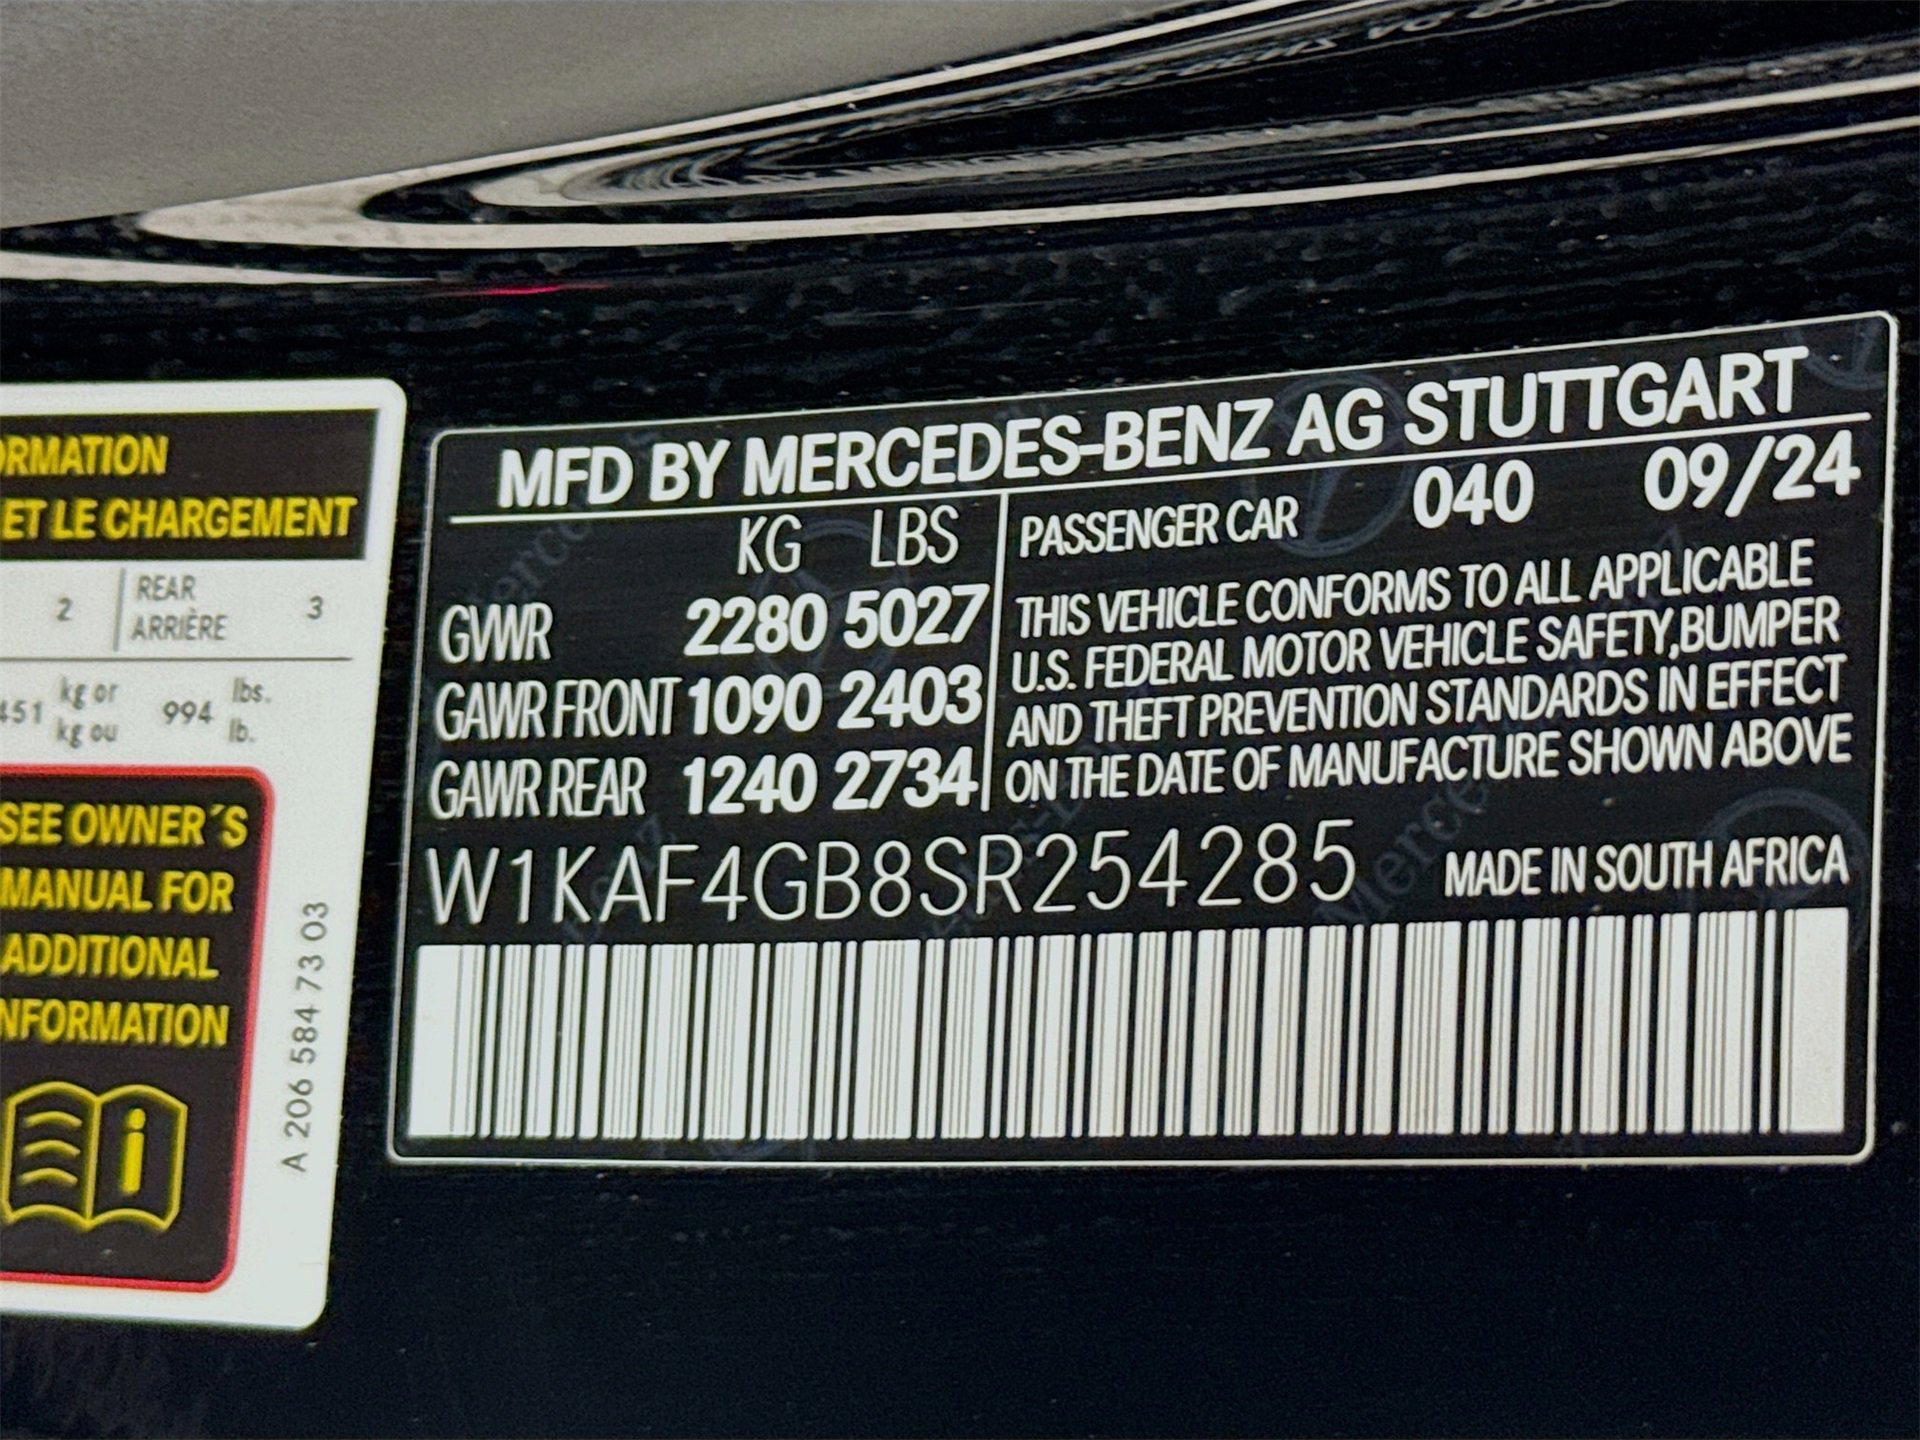 ORMATION
ET LE CHARGEMENT
2 REAR 3
ARRIÈRE
451 kg or 994 lbs.
kg ou lb.
SEE OWNER´S
MANUAL FOR
ADDITIONAL
NFORMATION
i
A 206 584 73 03
MFD BY MERCEDES-BENZ AG STUTTGART
KG LBS
GVWR 2280 5027
GAWR FRONT 1090 2403
GAWR REAR 1240 2734
PASSENGER CAR 040 09/24
THIS VEHICLE CONFORMS TO ALL APPLICABLE
U.S. FEDERAL MOTOR VEHICLE SAFETY,BUMPER
AND THEFT PREVENTION STANDARDS IN EFFECT
ON THE DATE OF MANUFACTURE SHOWN ABOVE
W1KAF4GB8SR254285 MADE IN SOUTH AFRICA